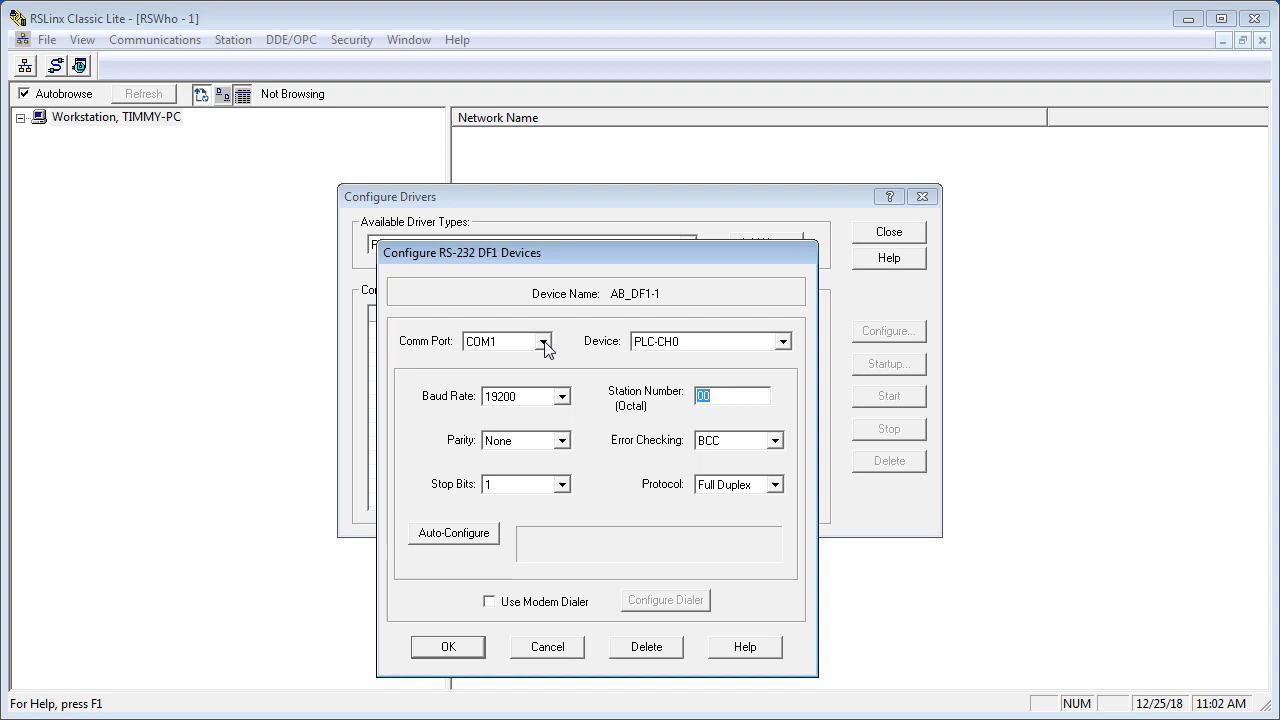 RSLinx Classic Lite - [RSWho - 1]
File View Communications Station DDE/OPC Security Window Help
Autobrowse Refresh Not Browsing
Workstation, TIMMY-PC
Network Name
Configure Drivers
Available Driver Types:
Close
Help
Configure RS-232 DF1 Devices
Device Name: AB_DF1-1
Comm Port: COM1 Device: PLC-CH0
Configure...
Startup...
Start
Stop
Delete
Baud Rate: 19200 Station Number: 00
(Octal)
Parity: None Error Checking: BCC
Stop Bits: 1 Protocol: Full Duplex
Auto-Configure
Use Modem Dialer Configure Dialer
OK Cancel Delete Help
For Help, press F1 NUM 12/25/18 11:02 AM